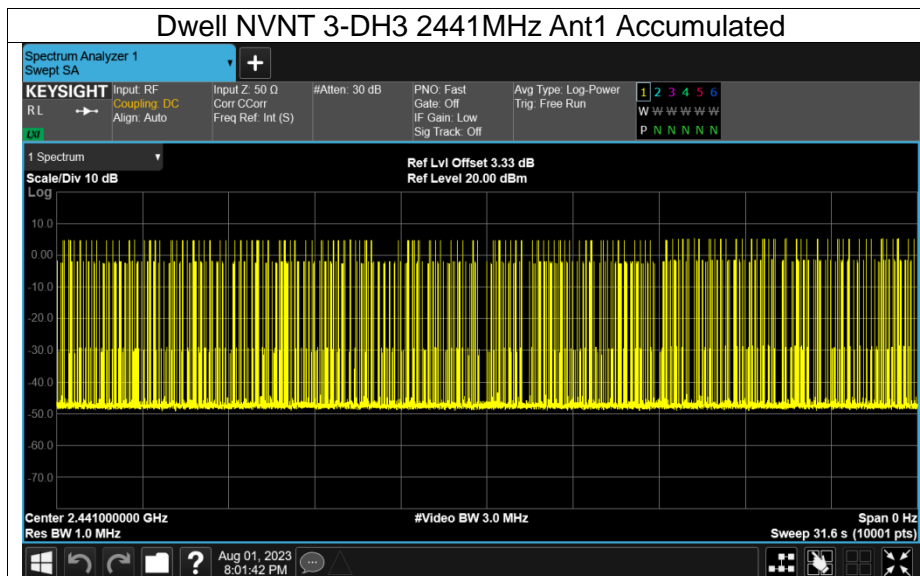 Dwell NVNT 3-DH3 2441MHz Ant1 Accumulated
Spectrum Analyzer 1
Swept SA
+
KEYSIGHT Input: RF Input Z: 50 Ω #Atten: 30 dB PNO: Fast Avg Type: Log-Power 1 2 3 4 5 6
RL Coupling: DC Corr CCorr Gate: Off Trig: Free Run
Align: Auto Freq Ref: Int (S) IF Gain: Low W W W W W W
LXI Sig Track: Off P N N N N N
1 Spectrum
Ref Lvl Offset 3.33 dB
Scale/Div 10 dB Ref Level 20.00 dBm
Log
10.0
0.00
-10.0
-20.0
-30.0
-40.0
-50.0
-60.0
-70.0
Center 2.441000000 GHz #Video BW 3.0 MHz Span 0 Hz
Res BW 1.0 MHz Sweep 31.6 s (10001 pts)
? Aug 01, 2023
8:01:42 PM